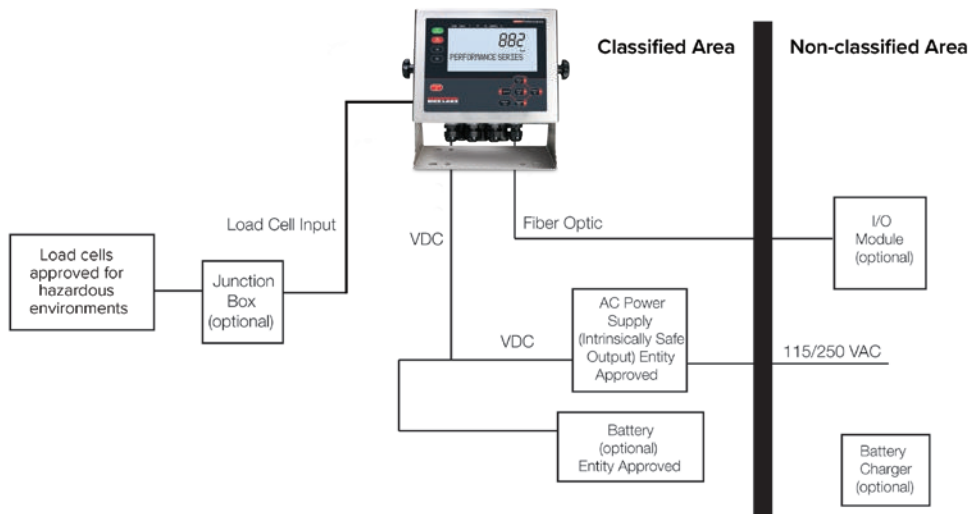 882
PERFORMANCE SERIES
RICE LAKE
Classified Area
Non-classified Area
Load Cell Input
VDC
Fiber Optic
I/O
Module
(optional)
Load cells
approved for
hazardous
environments
Junction
Box
(optional)
VDC
AC Power
Supply
(Intrinsically Safe
Output) Entity
Approved
115/250 VAC
Battery
(optional)
Entity Approved
Battery
Charger
(optional)